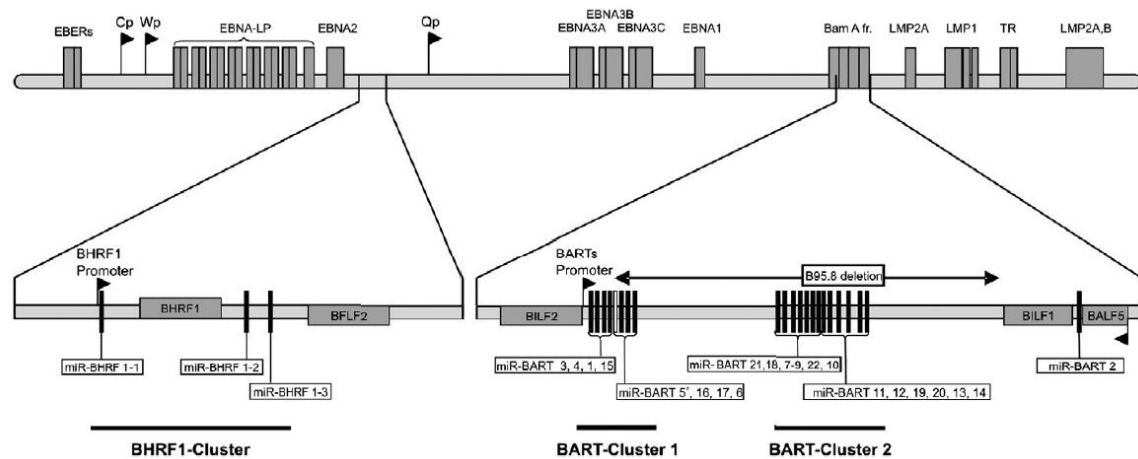 EBERs
Cp
Wp
EBNA-LP
EBNA2
Qp
EBNA3B
EBNA3A
EBNA3C
EBNA1
Bam A fr.
LMP2A
LMP1
TR
LMP2A,B
BHRF1
Promoter
BHRF1
BFLF2
miR-BHRF 1-1
miR-BHRF 1-2
miR-BHRF 1-3
BHRF1-Cluster
BARTs
Promoter
B95.8 deletion
BILF2
BILF1
BALF5
miR-BART 3, 4, 1, 15
miR-BART 5*, 16, 17, 6
miR-BART 21,18, 7-9, 22, 10
miR-BART 11, 12, 19, 20, 13, 14
miR-BART 2
BART-Cluster 1
BART-Cluster 2